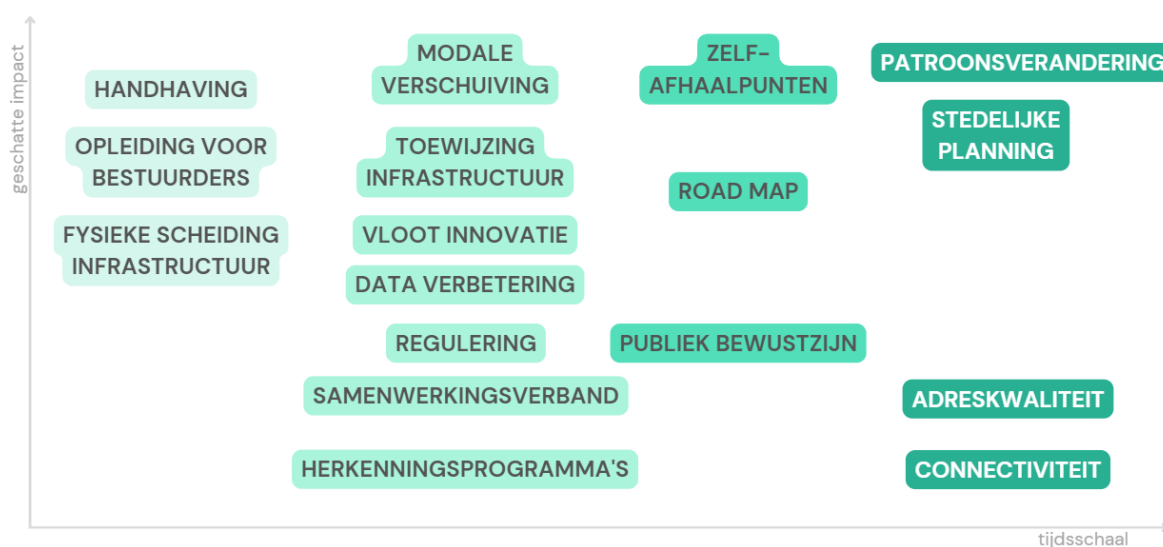 geschatte impact
HANDHAVING
OPLEIDING VOOR
BESTUURDERS
FYSIEKE SCHEIDING
INFRASTRUCTUUR
MODALE
VERSCHUIVING
TOEWIJZING
INFRASTRUCTUUR
VLOOT INNOVATIE
DATA VERBETERING
REGULERING
SAMENWERKINGSVERBAND
HERKENNINGSPROGRAMMA'S
ZELF-
AFHAALPUNTEN
ROAD MAP
PUBLIEK BEWUSTZIJN
PATROONSVERANDERING
STEDELIJKE
PLANNING
ADRESKWALITEIT
CONNECTIVITEIT
tijdsschaal